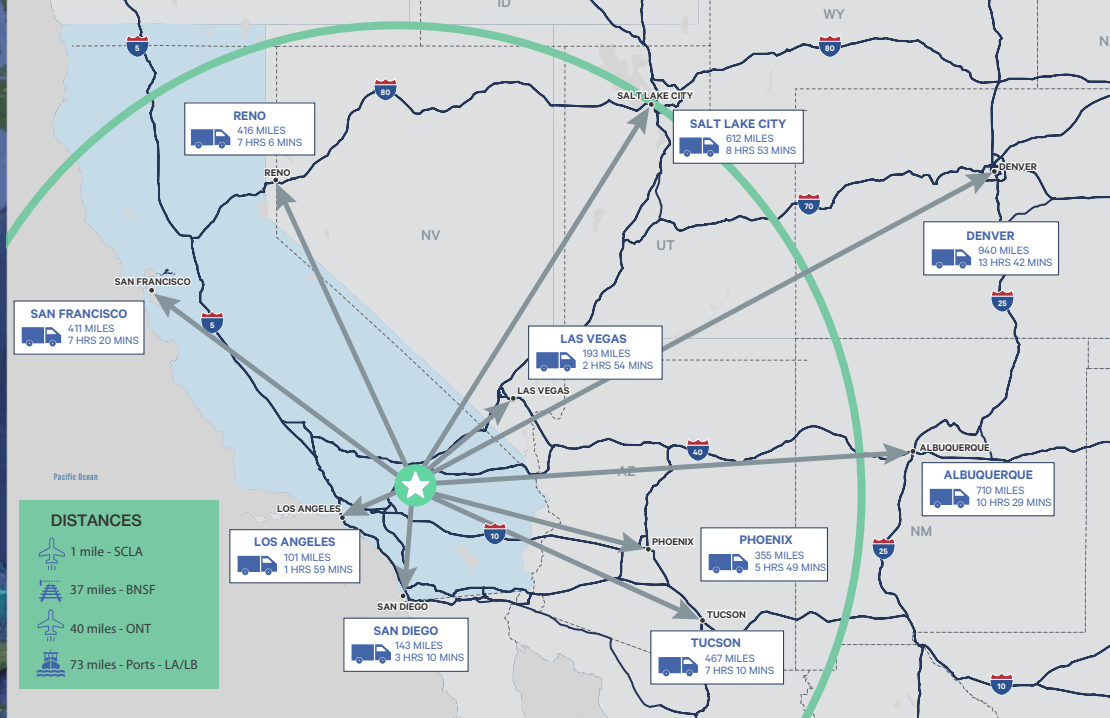 ID
WY
5
80
80
SALT LAKE CITY
RENO
416 MILES
7 HRS 6 MINS
SALT LAKE CITY
612 MILES
8 HRS 53 MINS
RENO
DENVER
70
NV
UT
DENVER
940 MILES
13 HRS 42 MINS
SAN FRANCISCO
25
SAN FRANCISCO
411 MILES
7 HRS 20 MINS
5
LAS VEGAS
193 MILES
2 HRS 54 MINS
LAS VEGAS
40
ALBUQUERQUE
AZ
Pacific Ocean
ALBUQUERQUE
710 MILES
10 HRS 29 MINS
LOS ANGELES
DISTANCES
1 mile - SCLA
37 miles - BNSF
40 miles - ONT
73 miles - Ports - LA/LB
LOS ANGELES
101 MILES
1 HRS 59 MINS
10
PHOENIX
PHOENIX
355 MILES
5 HRS 49 MINS
NM
25
SAN DIEGO
SAN DIEGO
143 MILES
3 HRS 10 MINS
TUCSON
TUCSON
467 MILES
7 HRS 10 MINS
10